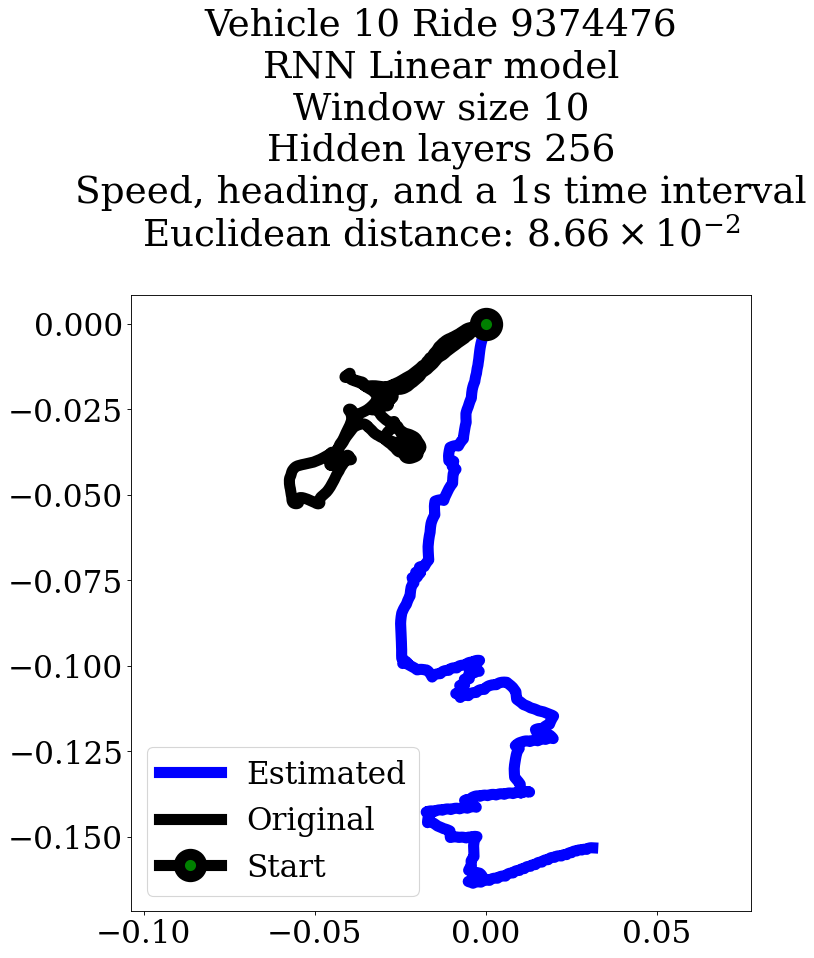 Vehicle 10 Ride 9374476
RNN Linear model
Window size 10
Hidden layers 256
Speed, heading, and a 1s time interval
Euclidean distance: 8.66 × 10⁻²
0.000
−0.025
−0.050
−0.075
−0.100
−0.125
−0.150
Estimated
Original
Start
−0.10 −0.05 0.00 0.05